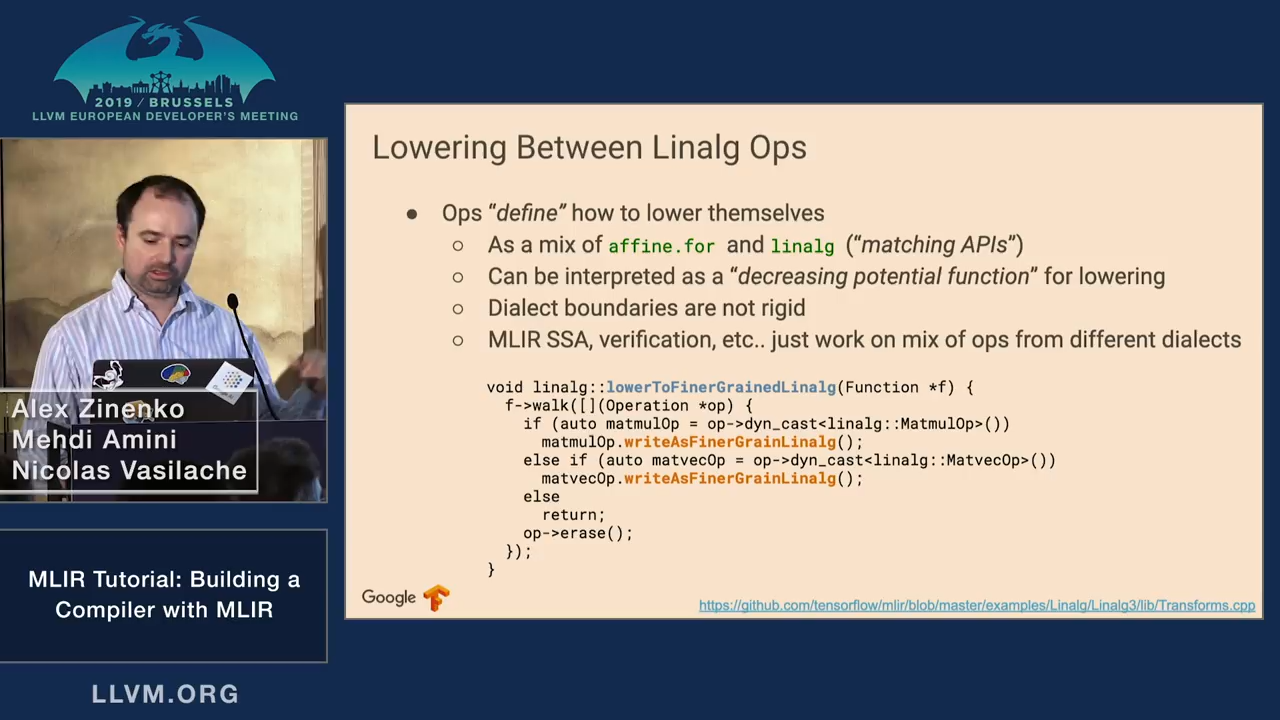 2019 / BRUSSELS
LLVM EUROPEAN DEVELOPER'S MEETING
Alex Zinenko
Mehdi Amini
Nicolas Vasilache
MLIR Tutorial: Building a
Compiler with MLIR
LLVM.ORG
Lowering Between Linalg Ops
● Ops “define” how to lower themselves
○ As a mix of affine.for and linalg (“matching APIs”)
○ Can be interpreted as a “decreasing potential function” for lowering
○ Dialect boundaries are not rigid
○ MLIR SSA, verification, etc.. just work on mix of ops from different dialects
void linalg::lowerToFinerGrainedLinalg(Function *f) {
f->walk([](Operation *op) {
if (auto matmulOp = op->dyn_cast<linalg::MatmulOp>())
matmulOp.writeAsFinerGrainLinalg();
else if (auto matvecOp = op->dyn_cast<linalg::MatvecOp>())
matvecOp.writeAsFinerGrainLinalg();
else
return;
op->erase();
});
}
Google
https://github.com/tensorflow/mlir/blob/master/examples/Linalg/Linalg3/lib/Transforms.cpp